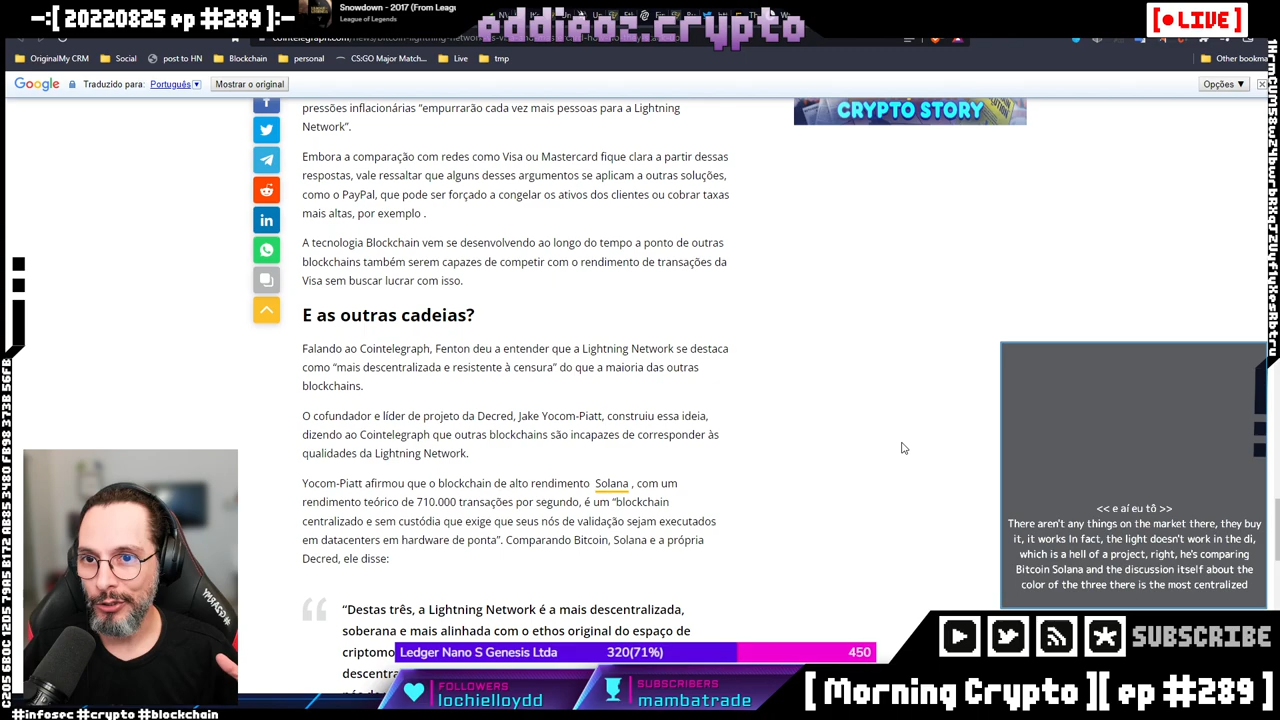 -:[ 20220825 ep #289 ]:-
Snowdown - 2017 (From Leag
League of Legends
oddioz:crypto
[●LIVE]
OriginalMy CRM
Social
post to HN
Blockchain
personal
CS:GO Major Match...
Live
tmp
Other bookma
Google
Traduzido para:
Português
Mostrar o original
Opções ▼
pressões inflacionárias “empurrarão cada vez mais pessoas para a Lightning
Network”.
CRYPTO STORY
Embora a comparação com redes como Visa ou Mastercard fique clara a partir dessas
respostas, vale ressaltar que alguns desses argumentos se aplicam a outras soluções,
como o PayPal, que pode ser forçado a congelar os ativos dos clientes ou cobrar taxas
mais altas, por exemplo .
A tecnologia Blockchain vem se desenvolvendo ao longo do tempo a ponto de outras
blockchains também serem capazes de competir com o rendimento de transações da
Visa sem buscar lucrar com isso.
E as outras cadeias?
Falando ao Cointelegraph, Fenton deu a entender que a Lightning Network se destaca
como “mais descentralizada e resistente à censura” do que a maioria das outras
blockchains.
O cofundador e líder de projeto da Decred, Jake Yocom-Piatt, construiu essa ideia,
dizendo ao Cointelegraph que outras blockchains são incapazes de corresponder às
qualidades da Lightning Network.
Yocom-Piatt afirmou que o blockchain de alto rendimento Solana , com um
rendimento teórico de 710.000 transações por segundo, é um “blockchain
centralizado e sem custódia que exige que seus nós de validação sejam executados
em datacenters em hardware de ponta”. Comparando Bitcoin, Solana e a própria
Decred, ele disse:
“Destas três, a Lightning Network é a mais descentralizada,
soberana e mais alinhada com o ethos original do espaço de
criptomo
descentra
<< e aí eu tô >>
There aren't any things on the market there, they buy
it, it works In fact, the light doesn't work in the di,
which is a hell of a project, right, he's comparing
Bitcoin Solana and the discussion itself about the
color of the three there is the most centralized
Ledger Nano S Genesis Ltda
320(71%)
450
FOLLOWERS
lochielloydd
SUBSCRIBERS
mambatrade
SUBSCRIBE
[ Morning Crypto ][ ep #289 ]
#infosec #crypto #blockchain